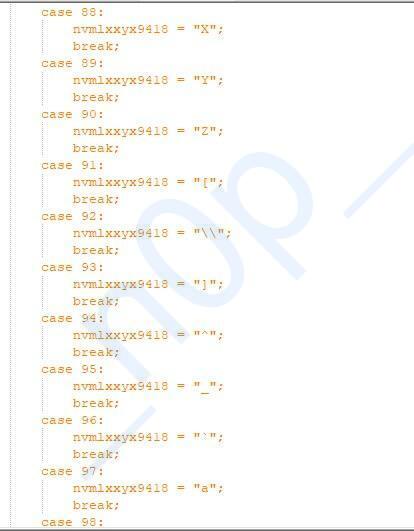 case 88:
nvmlxxyx9418 = "X";
break;
case 89:
nvmlxxyx9418 = "Y";
break;
case 90:
nvmlxxyx9418 = "Z";
break;
case 91:
nvmlxxyx9418 = "[";
break;
case 92:
nvmlxxyx9418 = "\\";
break;
case 93:
nvmlxxyx9418 = "]";
break;
case 94:
nvmlxxyx9418 = "^";
break;
case 95:
nvmlxxyx9418 = "_";
break;
case 96:
nvmlxxyx9418 = "`";
break;
case 97:
nvmlxxyx9418 = "a";
break;
case 98:
_n0p_